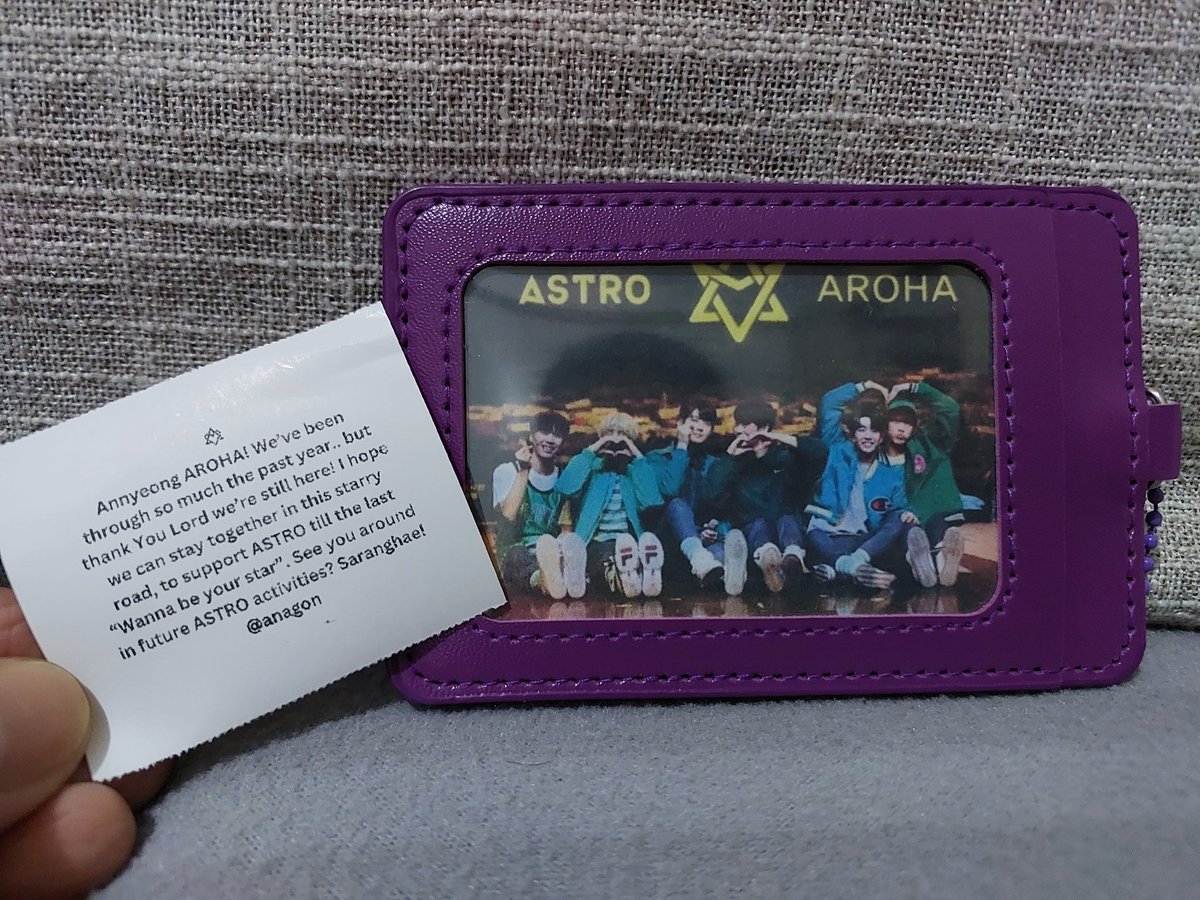 Annyeong AROHA! We've been
through so much the past year.. but
thank You Lord we're still here! I hope
we can stay together in this starry
road, to support ASTRO till the last
"Wanna be your star". See you around
in future ASTRO activities? Saranghae!
@anagon
ASTRO AROHA